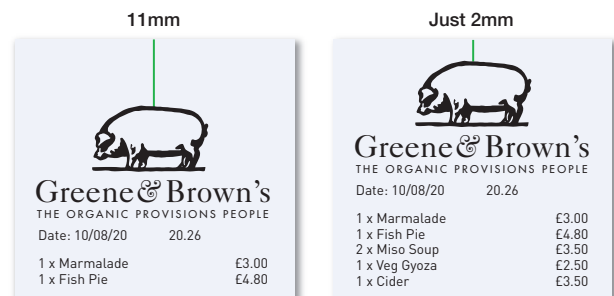 11mm
Greene & Brown's
THE ORGANIC PROVISIONS PEOPLE
Date: 10/08/20 20.26
1 x Marmalade £3.00
1 x Fish Pie £4.80
Just 2mm
Greene & Brown's
THE ORGANIC PROVISIONS PEOPLE
Date: 10/08/20 20.26
1 x Marmalade £3.00
1 x Fish Pie £4.80
2 x Miso Soup £3.50
1 x Veg Gyoza £2.50
1 x Cider £3.50